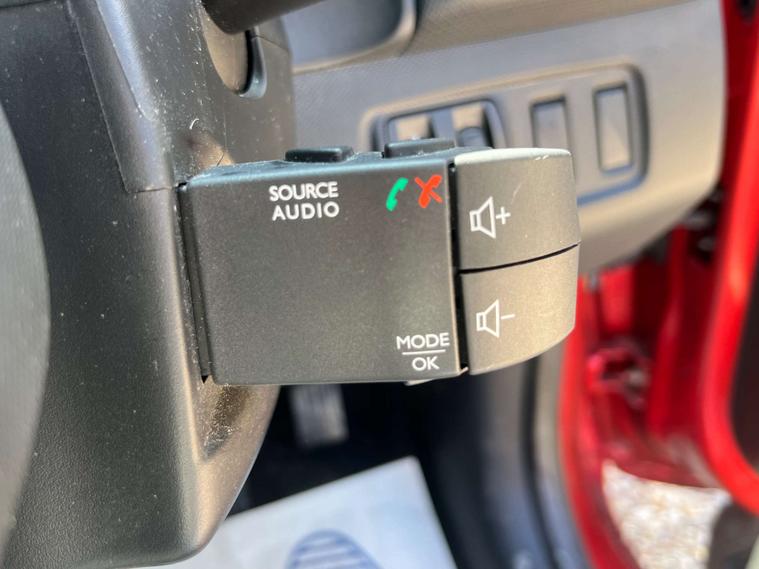 SOURCE
AUDIO
+
-
MODE
OK